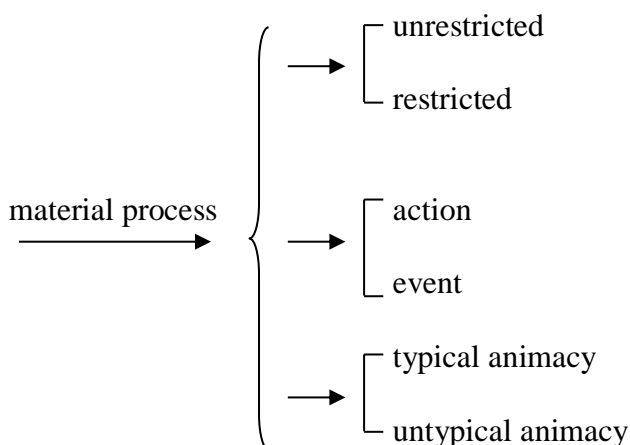 unrestricted
restricted
material process
action
event
typical animacy
untypical animacy